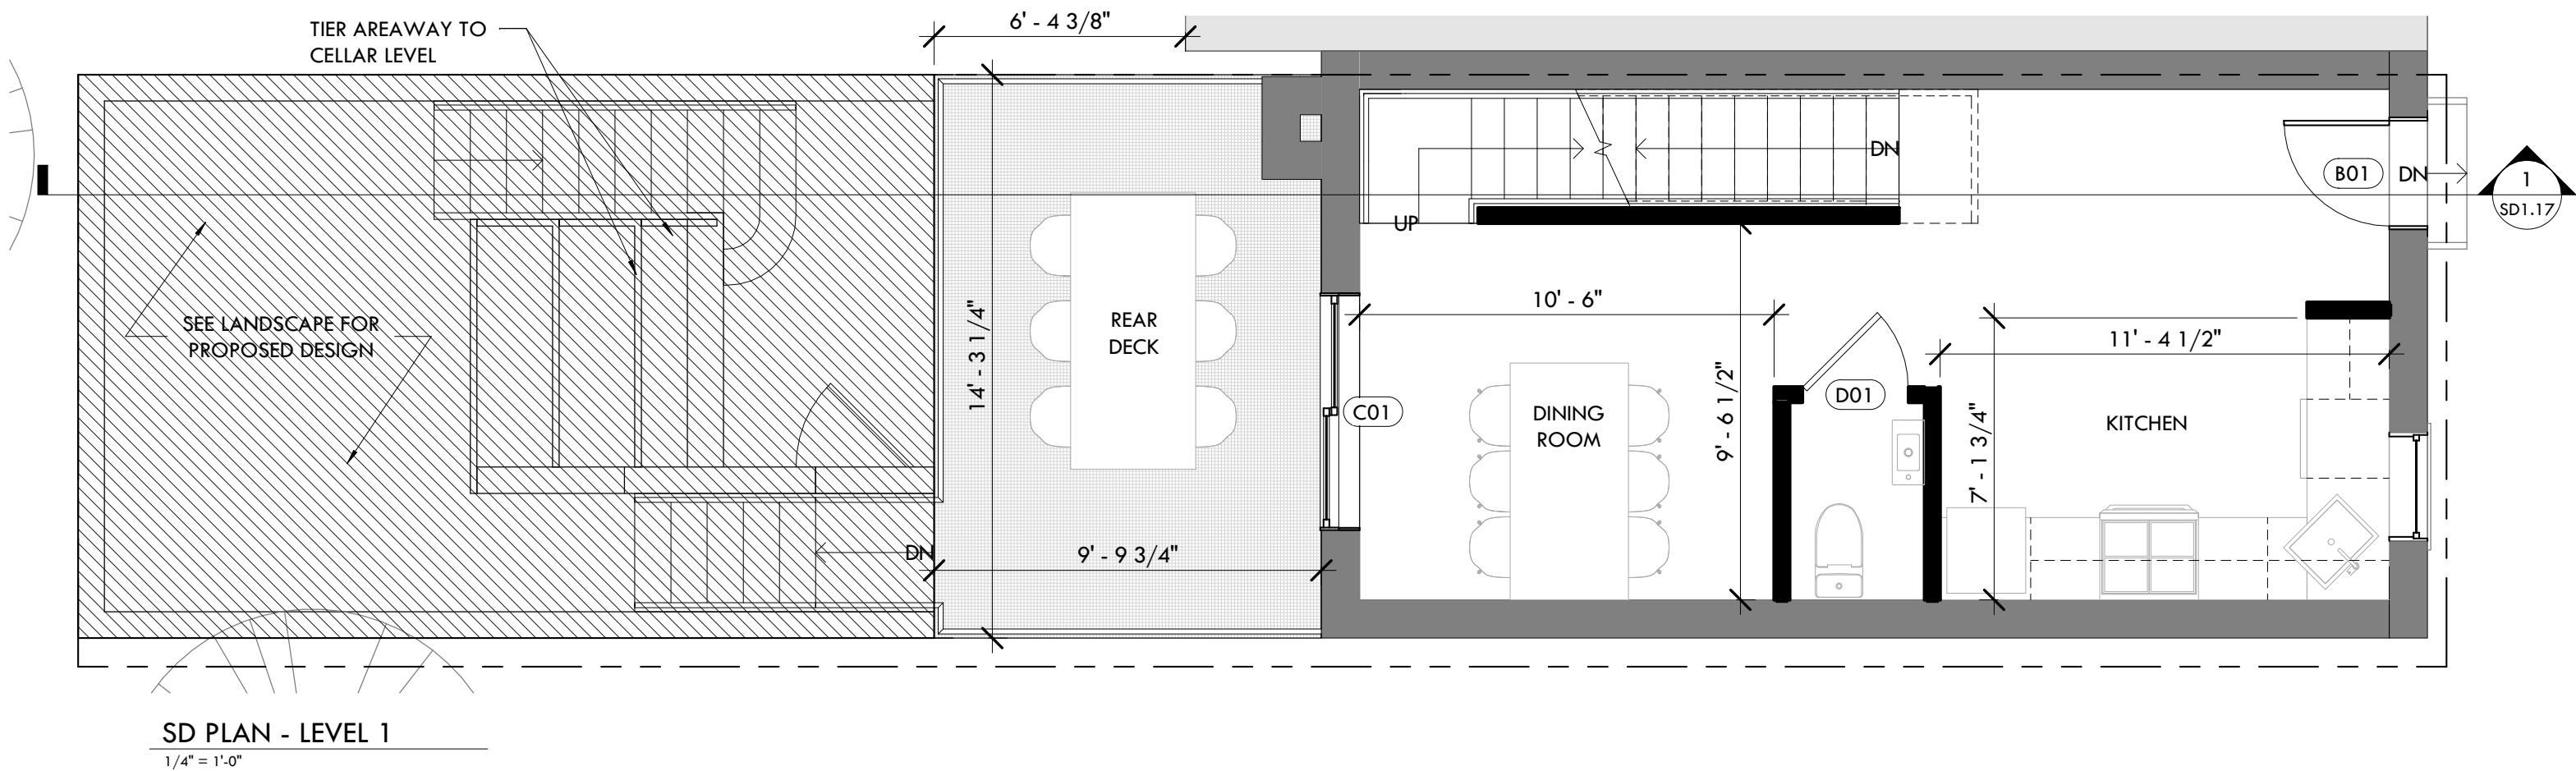 TIER AREAWAY TO
CELLAR LEVEL
6' - 4 3/8"
DN
B01
DN
1
SD1.17
UP
10' - 6"
SEE LANDSCAPE FOR
PROPOSED DESIGN
REAR
DECK
14' - 3 1/4"
11' - 4 1/2"
9' - 6 1/2"
D01
C01
DINING
ROOM
7' - 1 3/4"
KITCHEN
DN
9' - 9 3/4"
SD PLAN - LEVEL 1
1/4" = 1'-0"